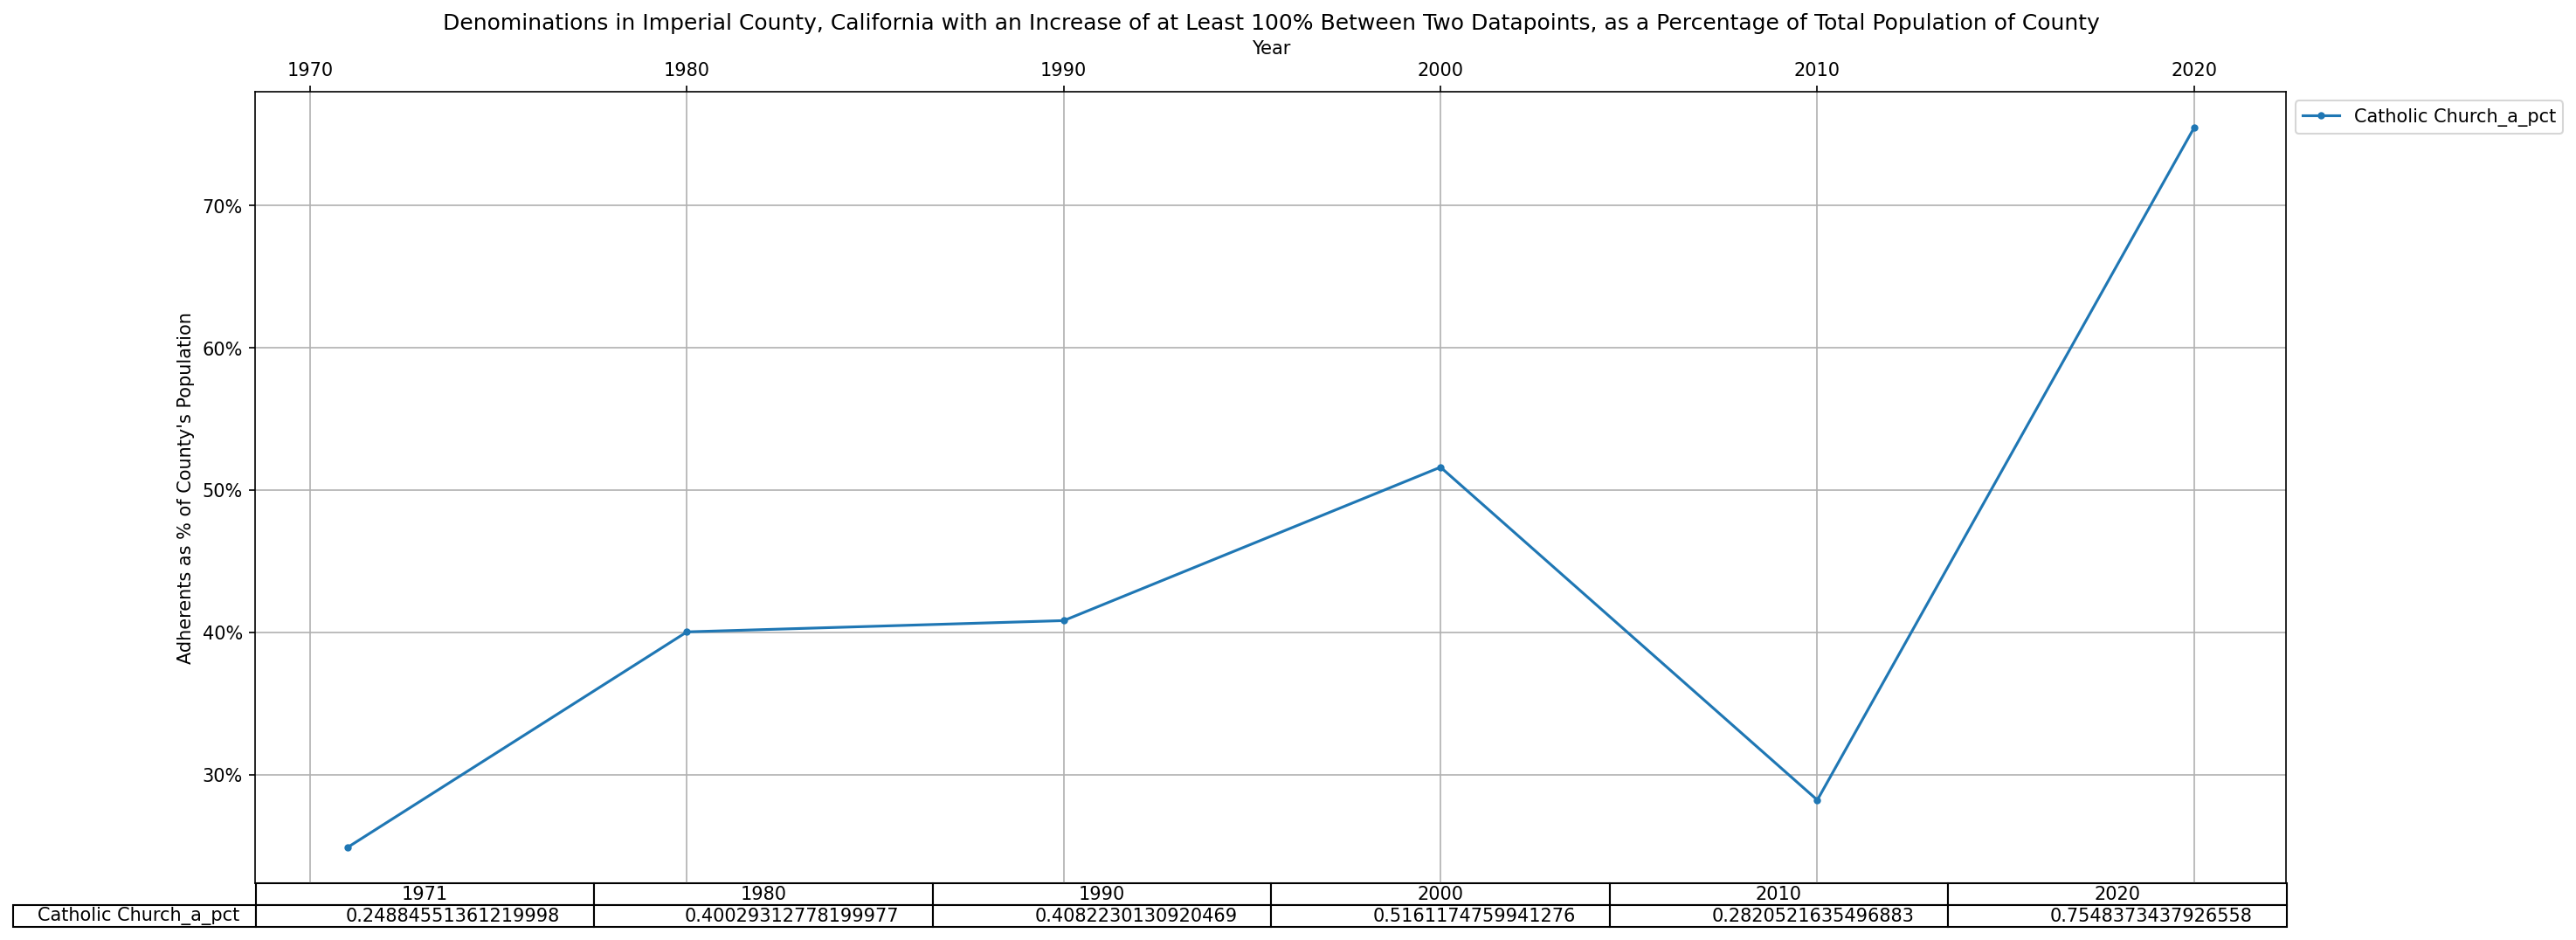 Denominations in Imperial County, California with an Increase of at Least 100% Between Two Datapoints, as a Percentage of Total Population of County
Year
1970 1980 1990 2000 2010 2020
Catholic Church_a_pct
70%
60%
50%
40%
30%
Adherents as % of County's Population
1971 1980 1990 2000 2010 2020
Catholic Church_a_pct 0.24884551361219998 0.40029312778199977 0.4082230130920469 0.5161174759941276 0.2820521635496883 0.7548373437926558